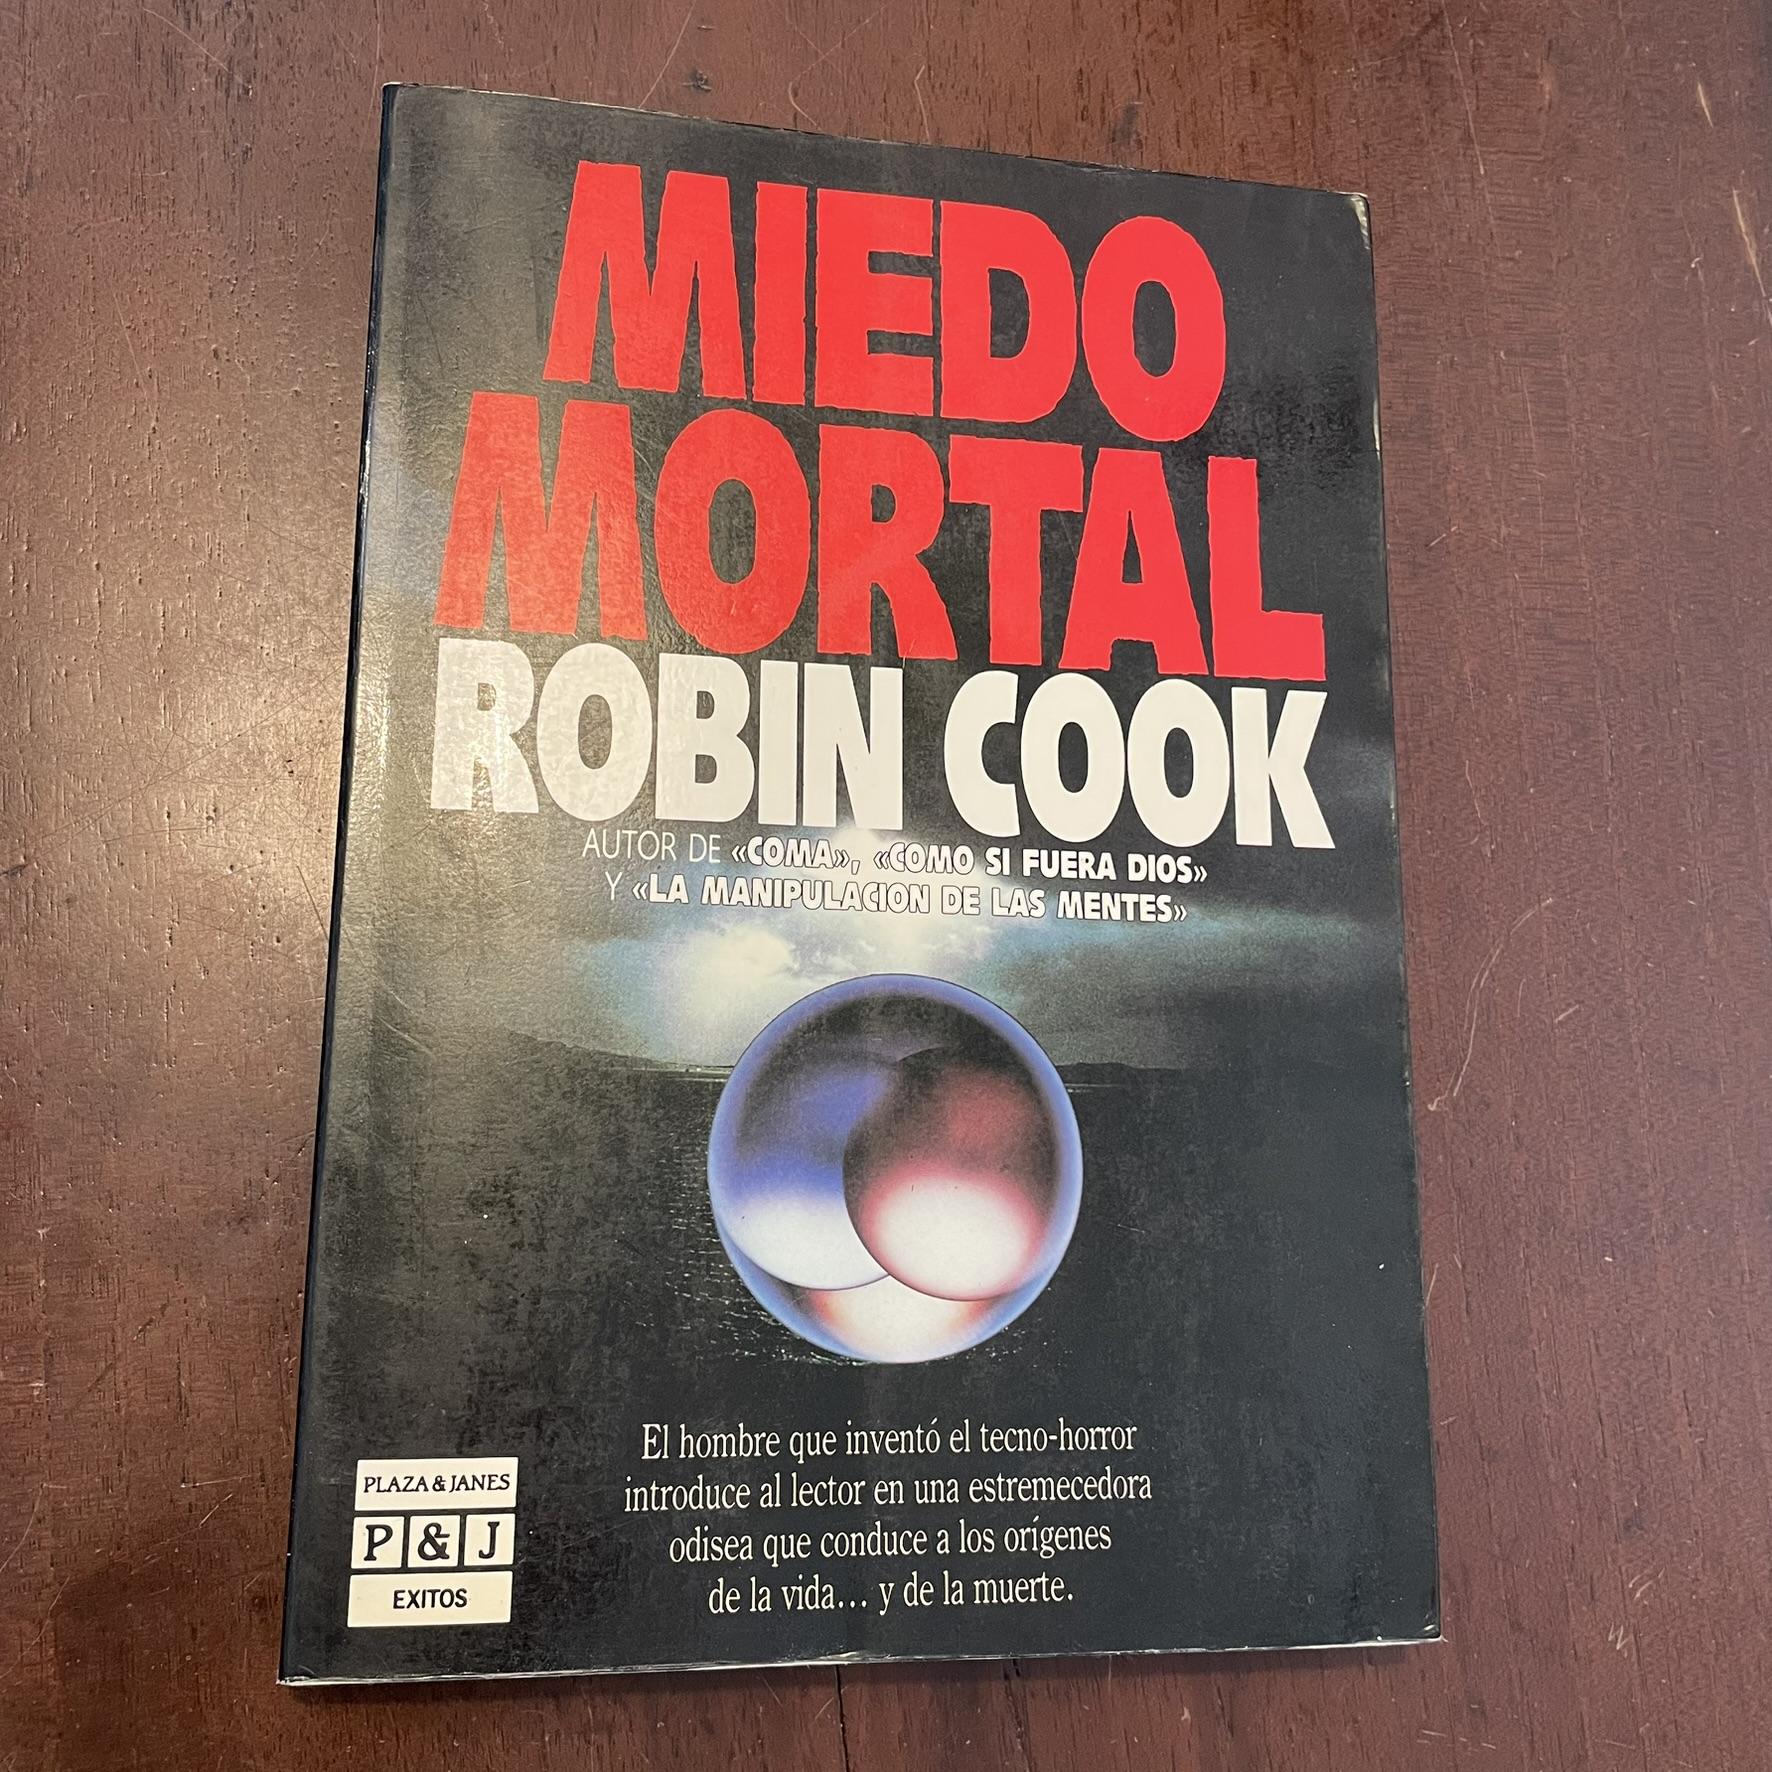 MIEDO
MORTAL
ROBIN COOK
AUTOR DE «COMA», «COMO SI FUERA DIOS»
Y «LA MANIPULACION DE LAS MENTES»
El hombre que inventó el tecno-horror
introduce al lector en una estremecedora
odisea que conduce a los orígenes
de la vida... y de la muerte.
PLAZA & JANES
P & J
EXITOS